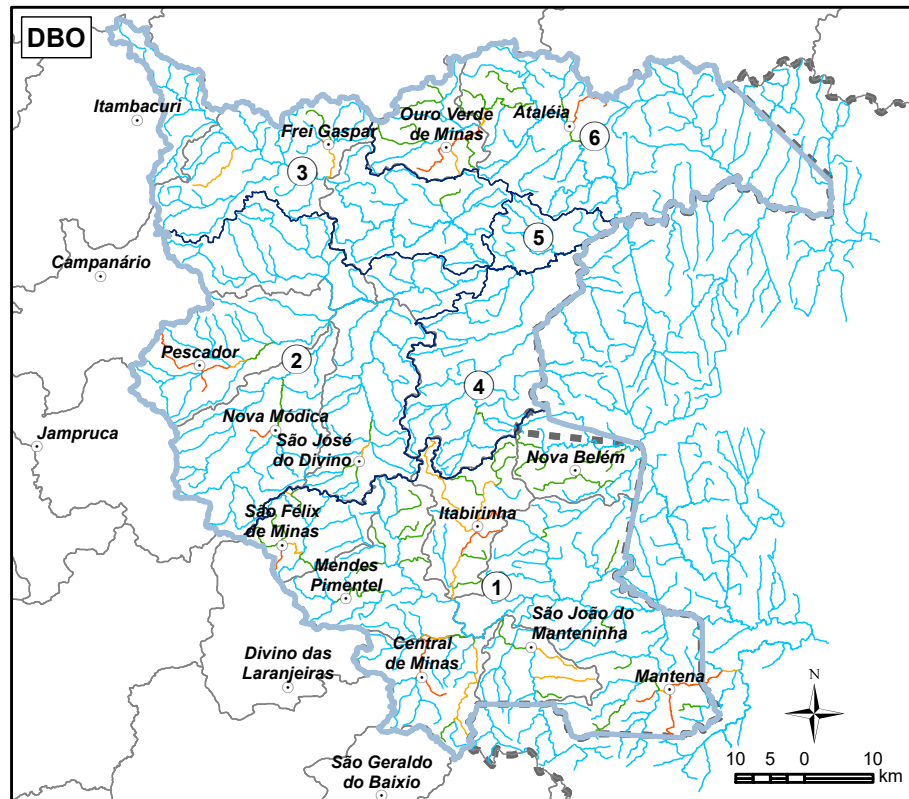 DBO
Itambacuri
Frei Gaspar
Ouro Verde
de Minas
Ataléia
6
3
5
Campanário
Pescador
2
4
Nova Módica
Jampruca
São José
do Divino
Nova Belém
São Félix
de Minas
Itabirinha
Mendes
Pimentel
1
São João do
Manteninha
Divino das
Laranjeiras
Central
de Minas
Mantena
N
São Geraldo
do Baixio
10 5 0 10
km